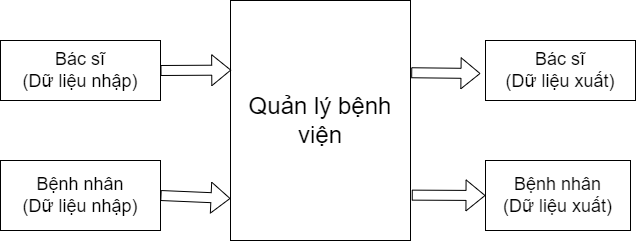 Bác sĩ
(Dữ liệu nhập)
Bệnh nhân
(Dữ liệu nhập)
Quản lý bệnh
viện
Bác sĩ
(Dữ liệu xuất)
Bệnh nhân
(Dữ liệu xuất)